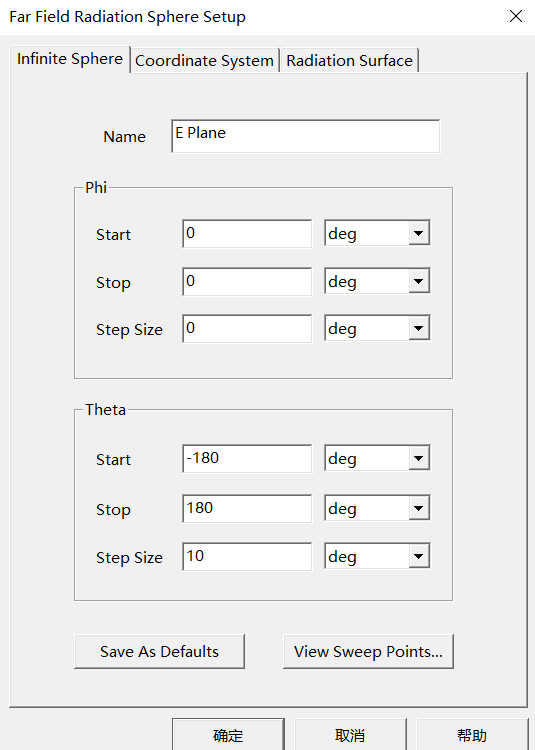 Far Field Radiation Sphere Setup
Infinite Sphere Coordinate System Radiation Surface
Name E Plane
Phi
Start 0 deg
Stop 0 deg
Step Size 0 deg
Theta
Start -180 deg
Stop 180 deg
Step Size 10 deg
Save As Defaults View Sweep Points...
确定 取消 帮助